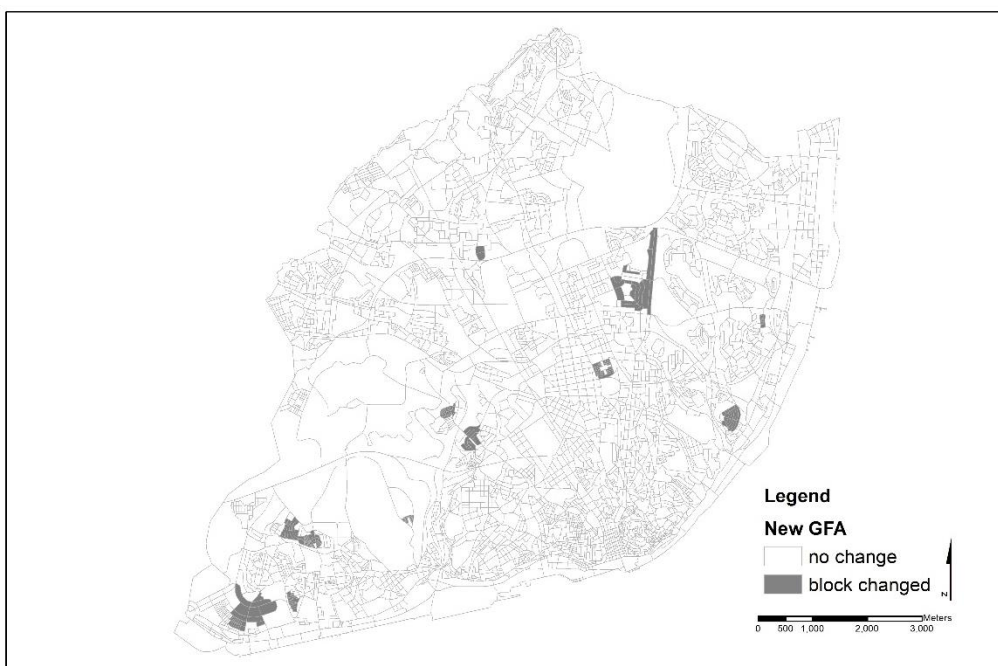 Legend
New GFA
no change
block changed
N
Meters
0 500 1,000 2,000 3,000